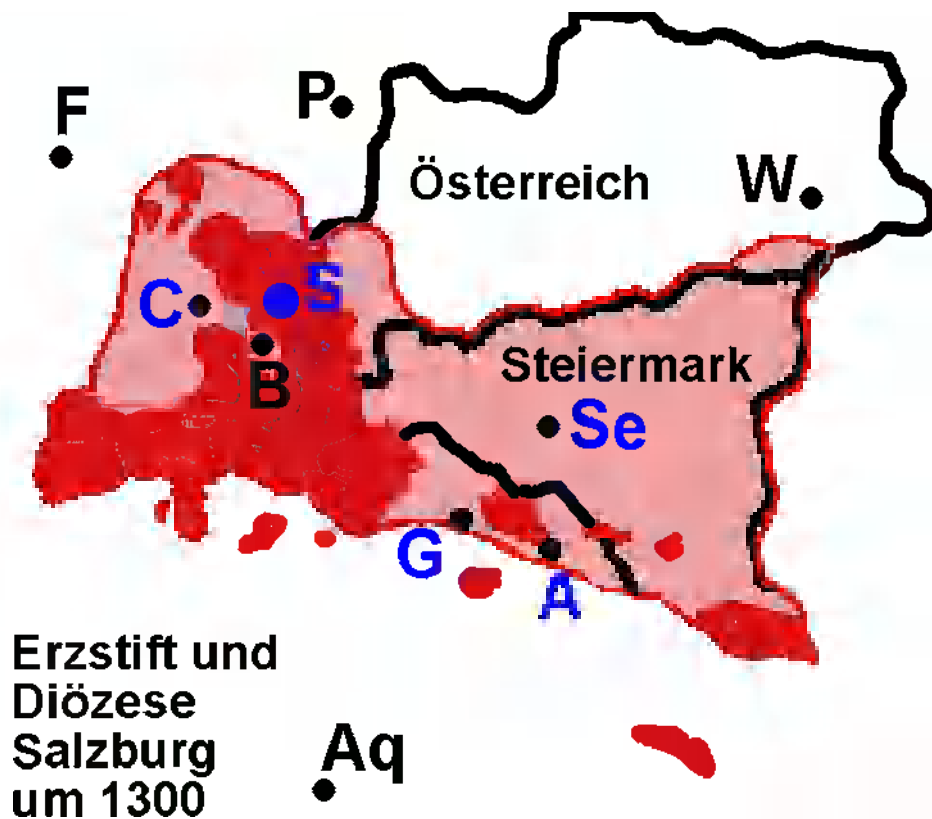 F
P
Österreich
W
C
S
B
Steiermark
Se
G
A
Erzstift und
Diözese
Salzburg
um 1300
Aq